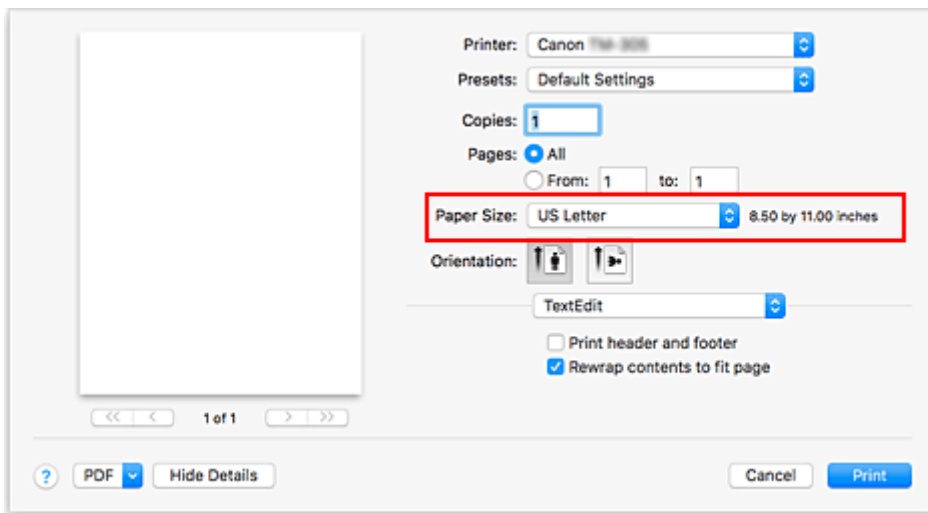 Printer: Canon
Presets: Default Settings
Copies: 1
Pages: All
From: 1 to: 1
Paper Size: US Letter 8.50 by 11.00 inches
Orientation:
TextEdit
Print header and footer
Rewrap contents to fit page
<< < 1 of 1 > >>
? PDF Hide Details Cancel Print